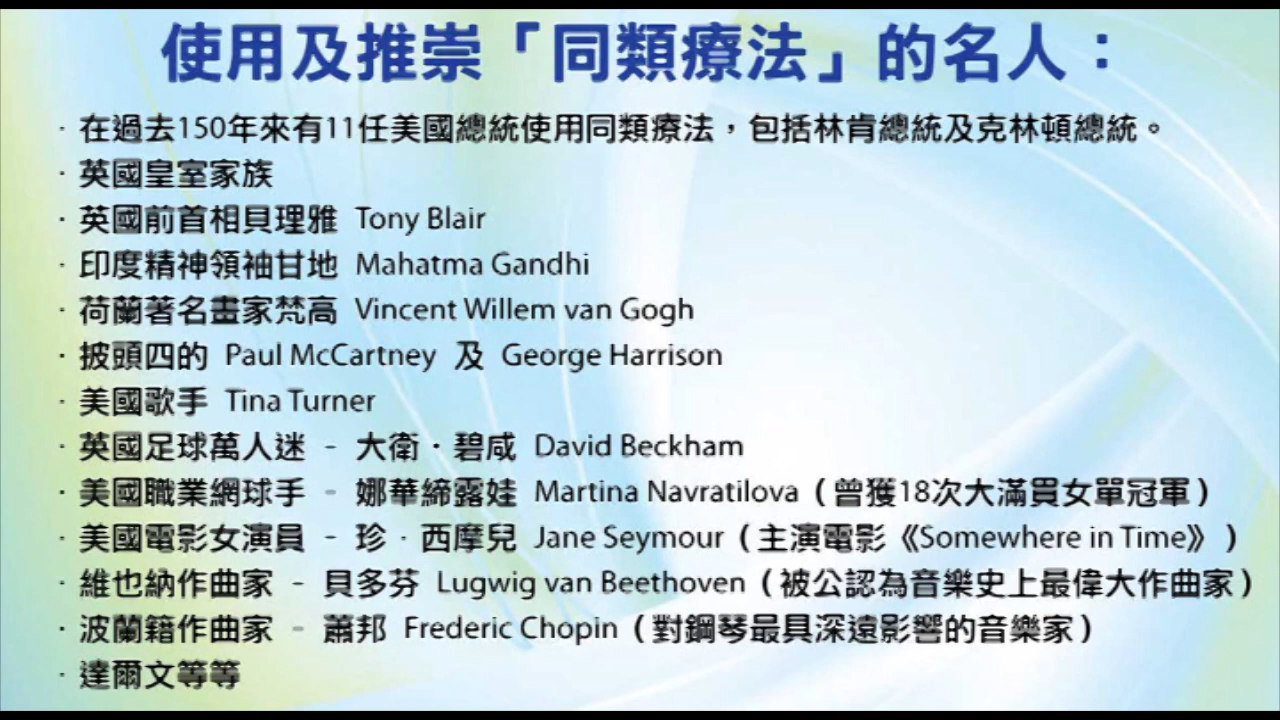 使用及推崇「同類療法」的名人：
· 在過去150年來有11任美國總統使用同類療法，包括林肯總統及克林頓總統。
· 英國皇室家族
· 英國前首相貝理雅 Tony Blair
· 印度精神領袖甘地 Mahatma Gandhi
· 荷蘭著名畫家梵高 Vincent Willem van Gogh
· 披頭四的 Paul McCartney 及 George Harrison
· 美國歌手 Tina Turner
· 英國足球萬人迷 - 大衛·碧咸 David Beckham
· 美國職業網球手 - 娜華締露娃 Martina Navratilova（曾獲18次大滿貫女單冠軍）
· 美國電影女演員 - 珍·西摩兒 Jane Seymour（主演電影《Somewhere in Time》）
· 維也納作曲家 - 貝多芬 Lugwig van Beethoven（被公認為音樂史上最偉大作曲家）
· 波蘭籍作曲家 - 蕭邦 Frederic Chopin（對鋼琴最具深遠影響的音樂家）
· 達爾文等等